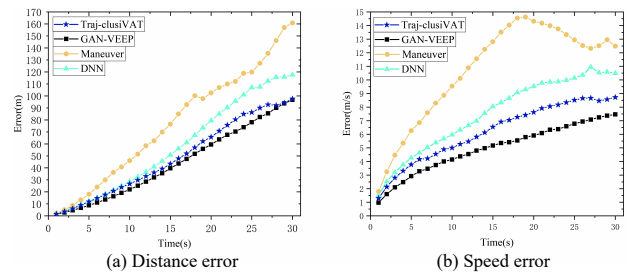 Error(m)
170
160
150
140
130
120
110
100
90
80
70
60
50
40
30
20
10
0
Traj-clusiVAT
GAN-VEEP
Maneuver
DNN
0 5 10 15 20 25 30
Time(s)
(a) Distance error
Error(m/s)
15
14
13
12
11
10
9
8
7
6
5
4
3
2
1
0
Traj-clusiVAT
GAN-VEEP
Maneuver
DNN
0 5 10 15 20 25 30
Time(s)
(b) Speed error